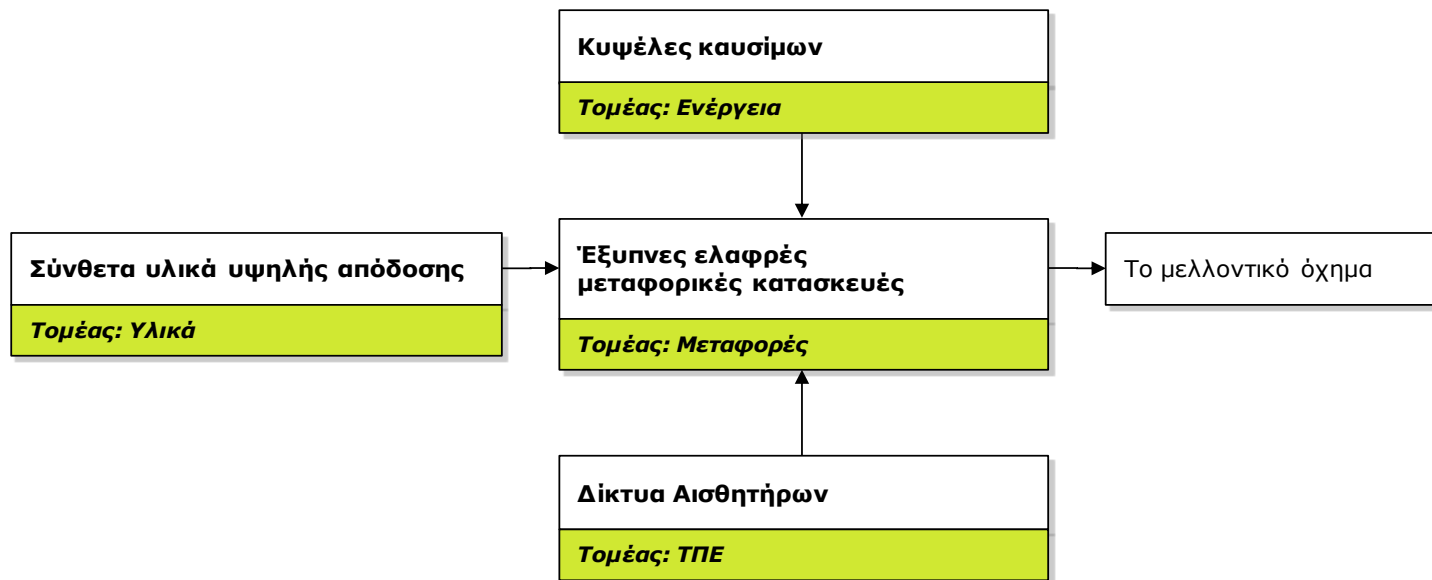 Κυψέλες καυσίμων
Τομέας: Ενέργεια
Σύνθετα υλικά υψηλής απόδοσης
Τομέας: Υλικά
Έξυπνες ελαφρές
μεταφορικές κατασκευές
Τομέας: Μεταφορές
Το μελλοντικό όχημα
Δίκτυα Αισθητήρων
Τομέας: ΤΠΕ